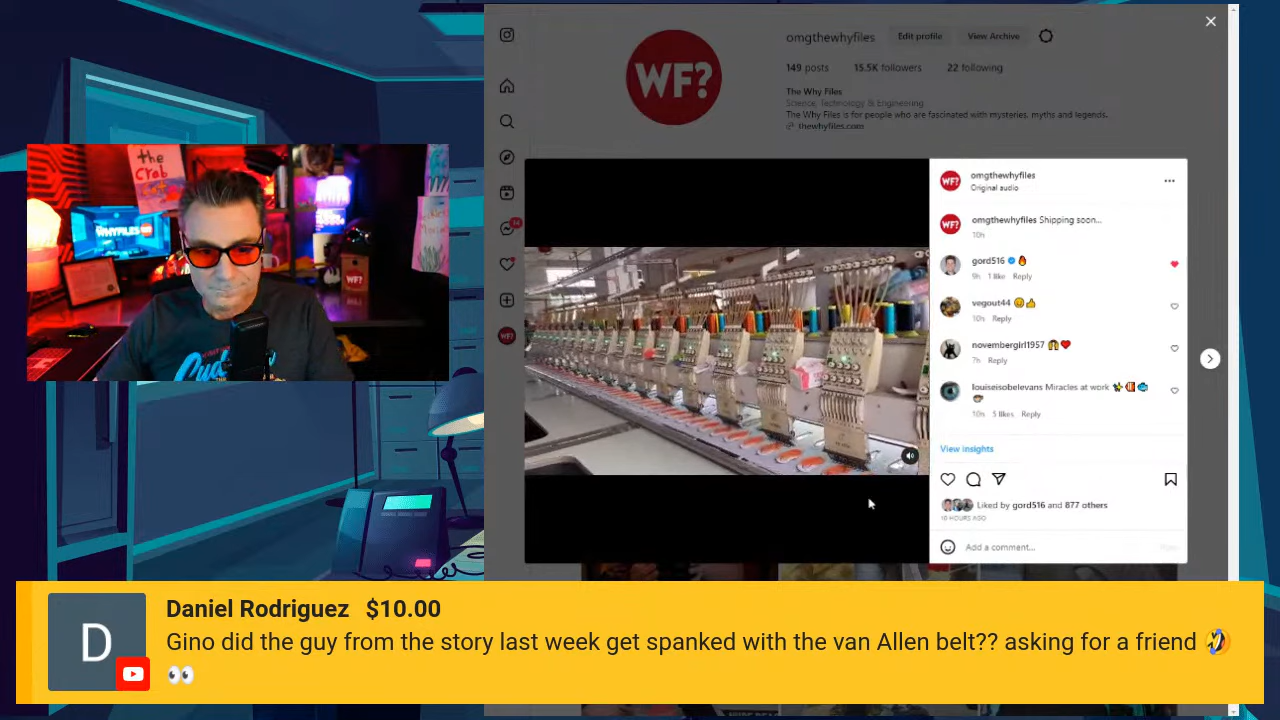 omgthewhyfiles
Edit profile
View Archive
149 posts
15.5K followers
22 following
The Why Files
Science, Technology & Engineering
The Why Files is for people who are fascinated with mysteries, myths and legends.
thewhyfiles.com
WF?
the
Crab
WHYFILES
WF?
WF?
14
WF?
omgthewhyfiles
Original audio
WF?
omgthewhyfiles Shipping soon...
10h
gord516 🔥
9h 1 like Reply
vegout44
10h Reply
novembergirl1957
7h Reply
louiseisobelevans Miracles at work
10h 5 likes Reply
View insights
Liked by gord516 and 877 others
10 HOURS AGO
Add a comment...
D
Daniel Rodriguez $10.00
Gino did the guy from the story last week get spanked with the van Allen belt?? asking for a friend 🤣
👀